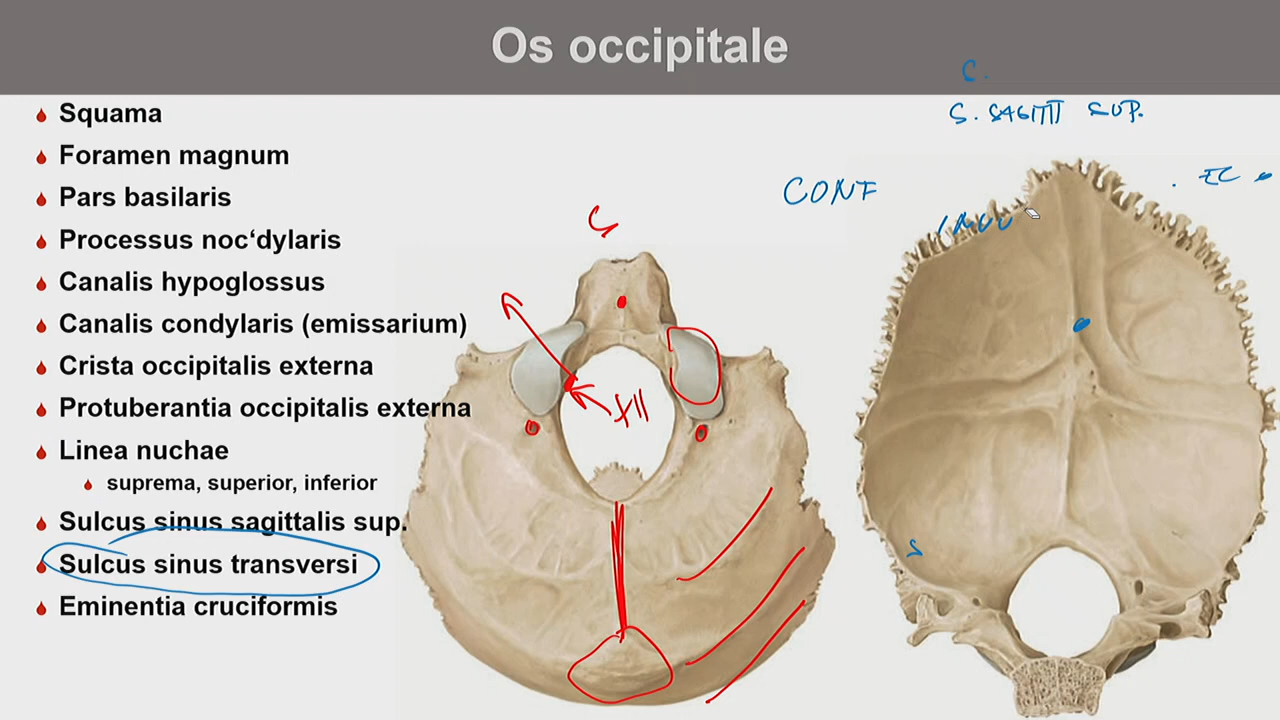 Os occipitale
Squama
Foramen magnum
Pars basilaris
Processus noc‘dylaris
Canalis hypoglossus
Canalis condylaris (emissarium)
Crista occipitalis externa
Protuberantia occipitalis externa
Linea nuchae
suprema, superior, inferior
Sulcus sinus sagittalis sup.
Sulcus sinus transversi
Eminentia cruciformis
XII
S. SAGITT SUP.
CONF